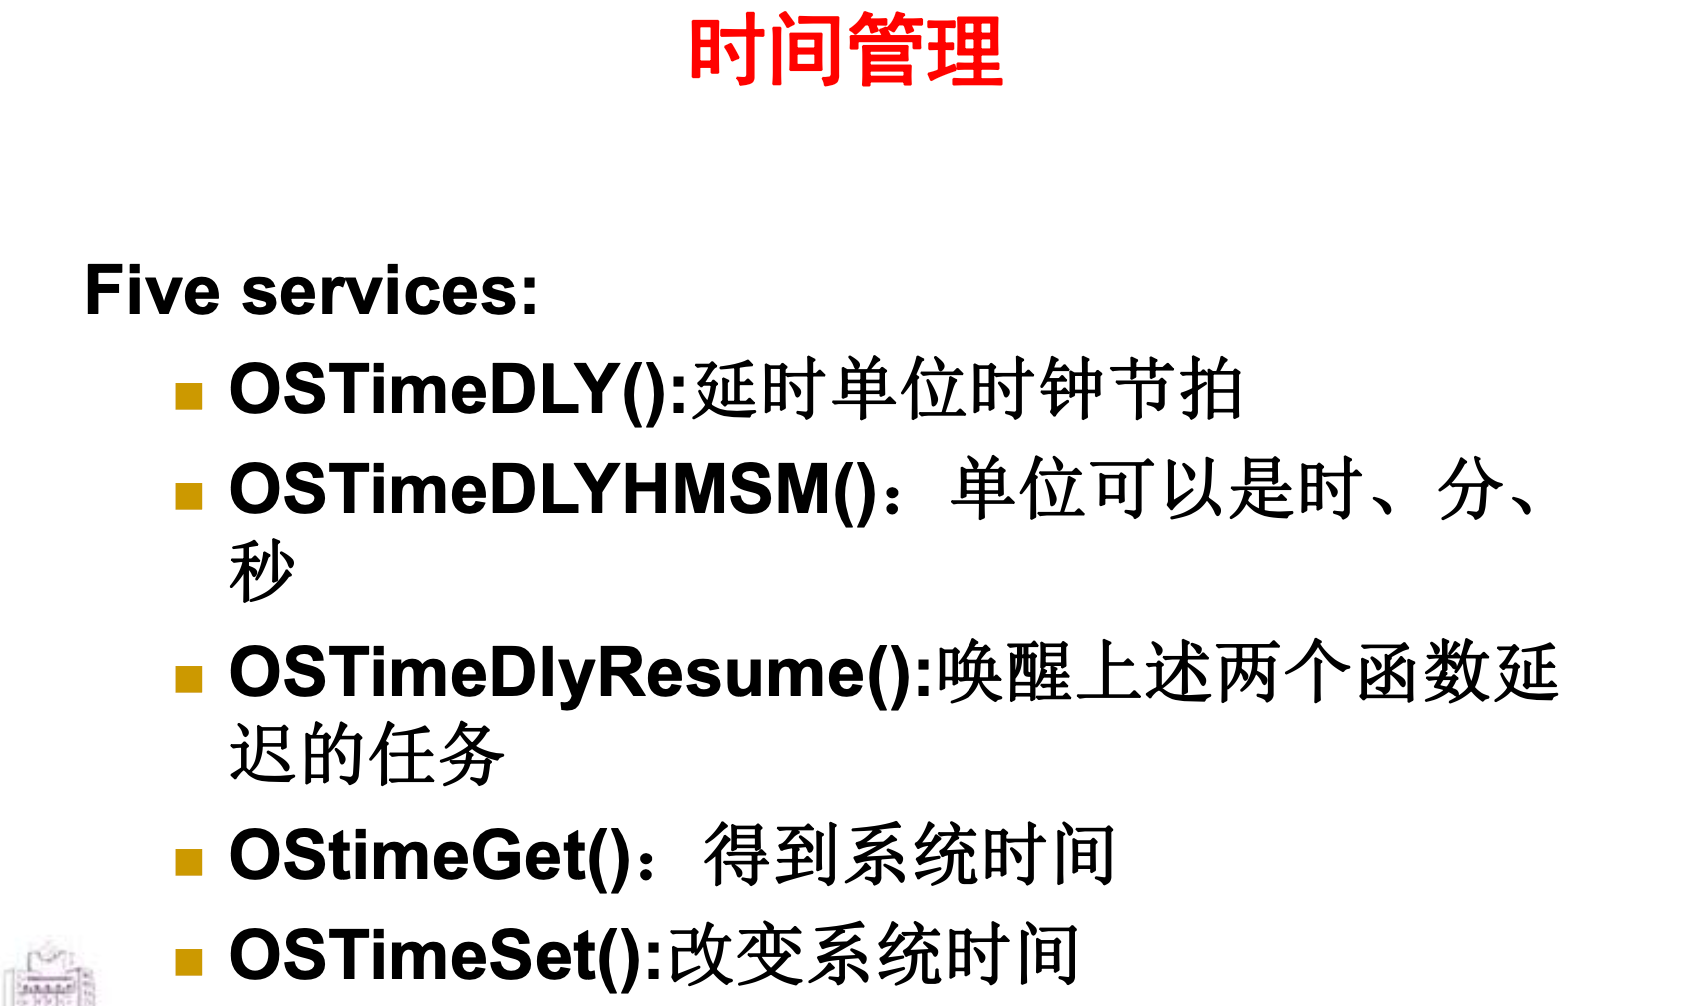 时间管理
Five services:
OSTimeDLY():延时单位时钟节拍
OSTimeDLYHMSM()：单位可以是时、分、
秒
OSTimeDlyResume():唤醒上述两个函数延
迟的任务
OStimeGet()：得到系统时间
OSTimeSet():改变系统时间